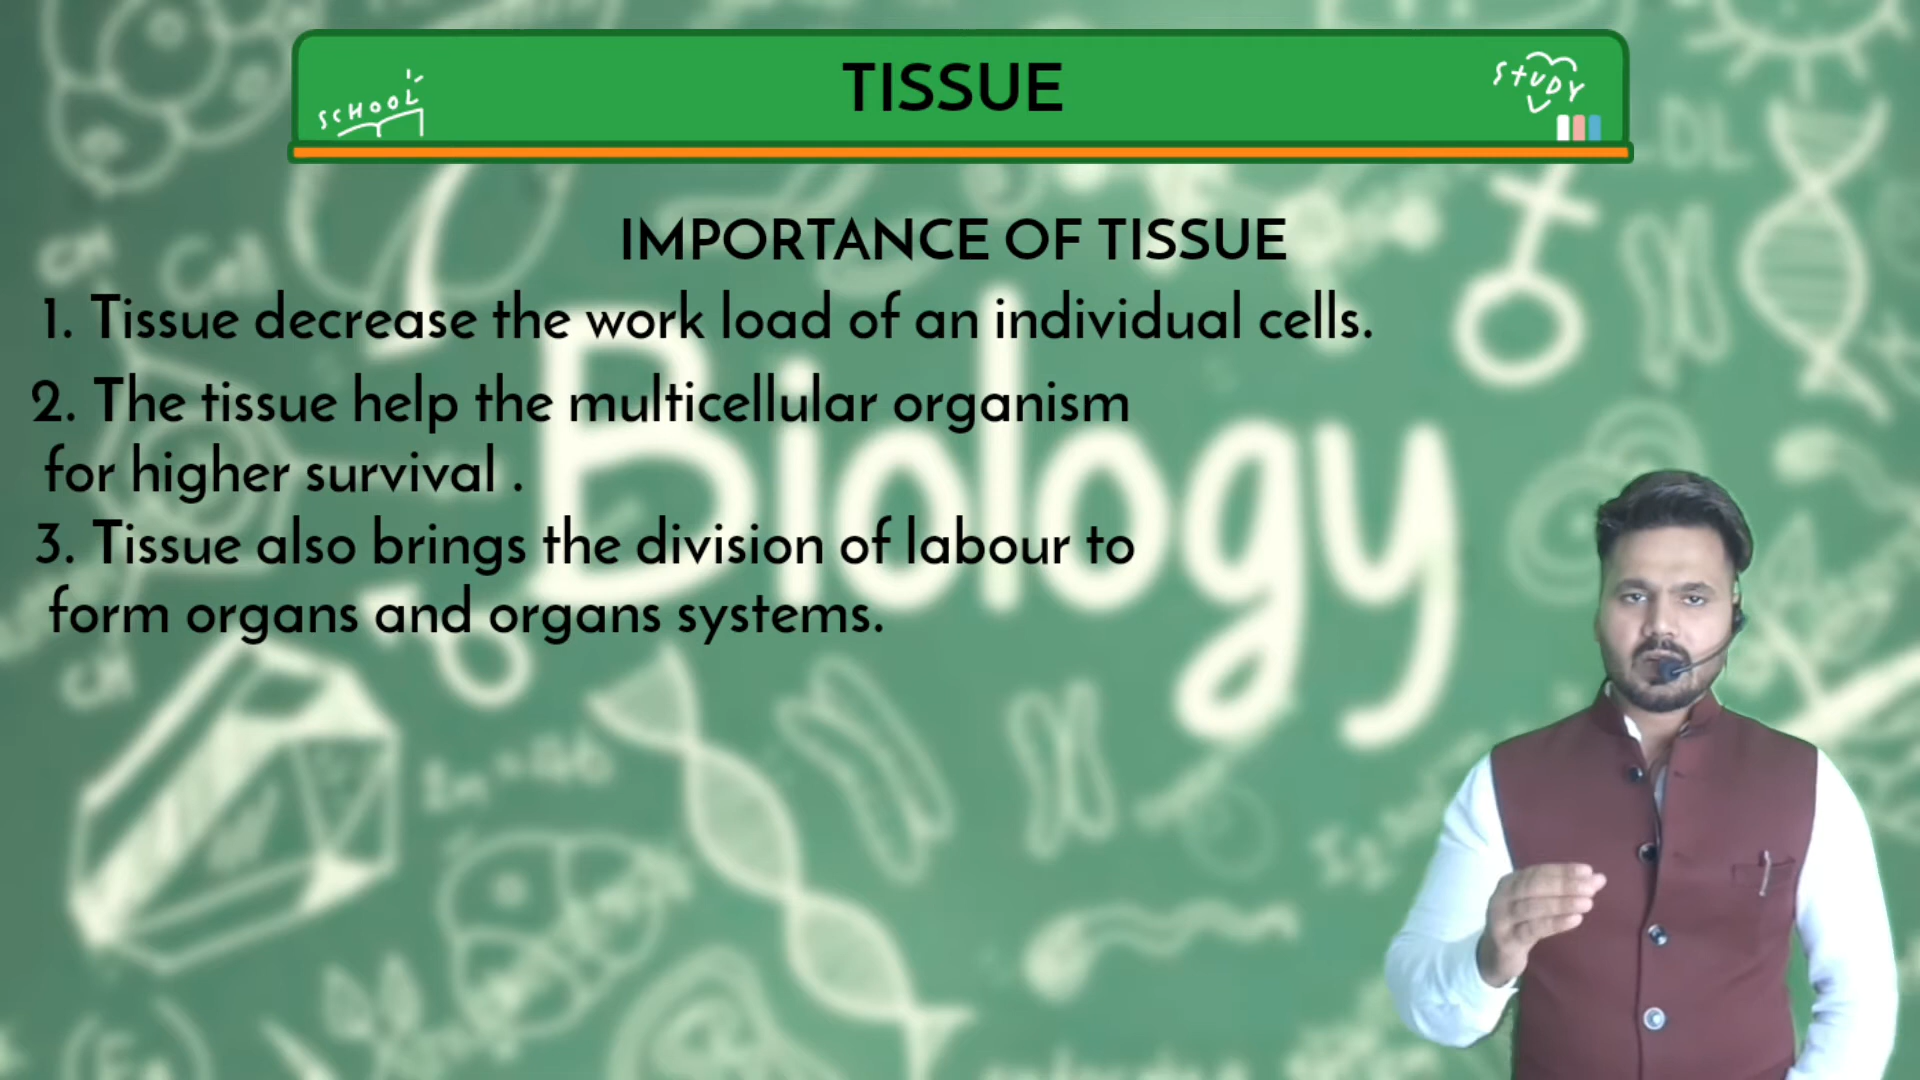 TISSUE
SCHOOL
STUDY
IMPORTANCE OF TISSUE
1. Tissue decrease the work load of an individual cells.
2. The tissue help the multicellular organism
for higher survival .
3. Tissue also brings the division of labour to
form organs and organs systems.
Biology